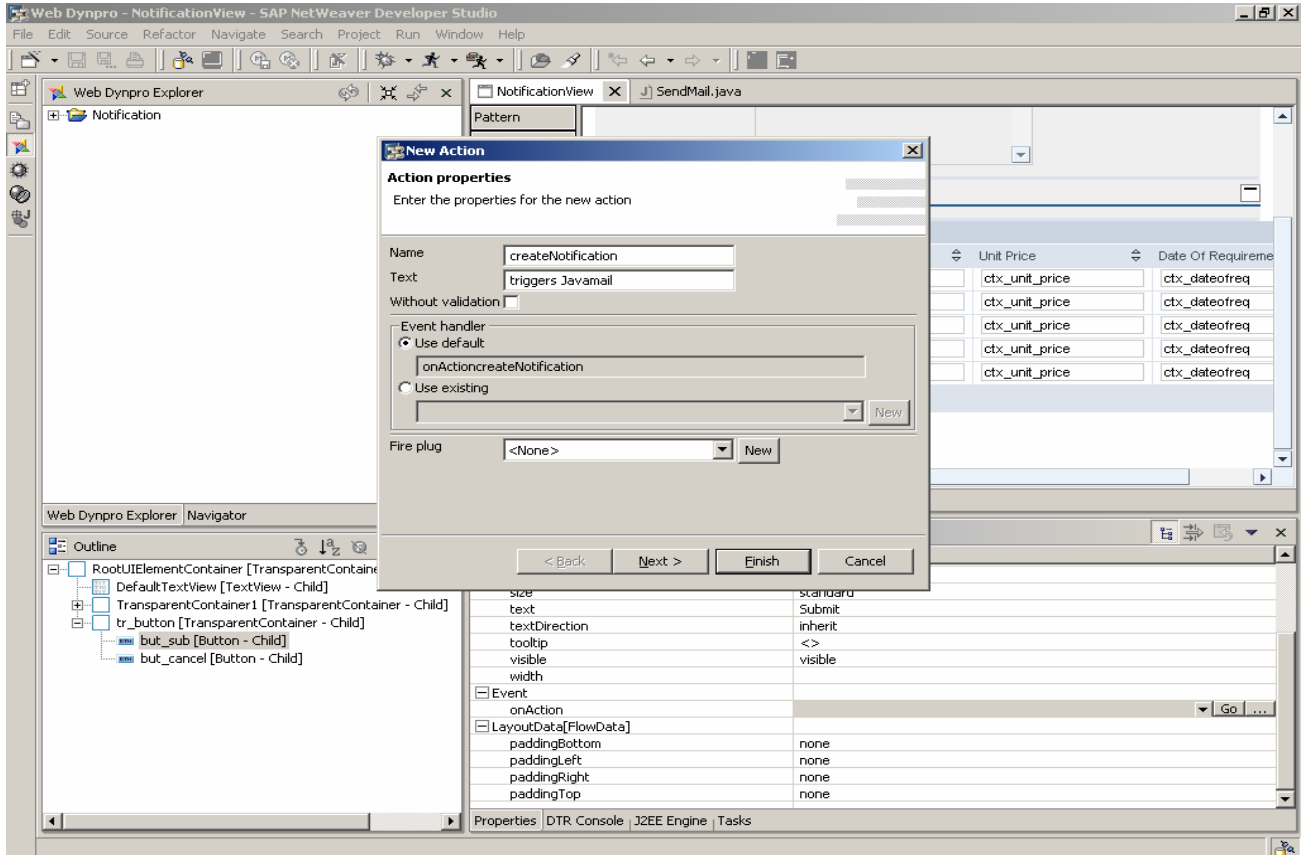 Web Dynpro - NotificationView - SAP NetWeaver Developer Studio
File Edit Source Refactor Navigate Search Project Run Window Help
Web Dynpro Explorer
NotificationView
SendMail.java
Notification
Pattern
New Action
Action properties
Enter the properties for the new action
Name createNotification
Text triggers Javamail
Without validation
Event handler
Use default
onActioncreateNotification
Use existing
New
Fire plug <None> New
< Back Next > Finish Cancel
Unit Price Date Of Requireme
ctx_unit_price ctx_dateofreq
ctx_unit_price ctx_dateofreq
ctx_unit_price ctx_dateofreq
ctx_unit_price ctx_dateofreq
ctx_unit_price ctx_dateofreq
Web Dynpro Explorer Navigator
Outline
RootUIElementContainer [TransparentContaine
DefaultTextView [TextView - Child]
TransparentContainer1 [TransparentContainer - Child]
tr_button [TransparentContainer - Child]
but_sub [Button - Child]
but_cancel [Button - Child]
size standard
text Submit
textDirection inherit
tooltip <>
visible visible
width
Event
onAction Go ...
LayoutData[FlowData]
paddingBottom none
paddingLeft none
paddingRight none
paddingTop none
Properties DTR Console J2EE Engine Tasks